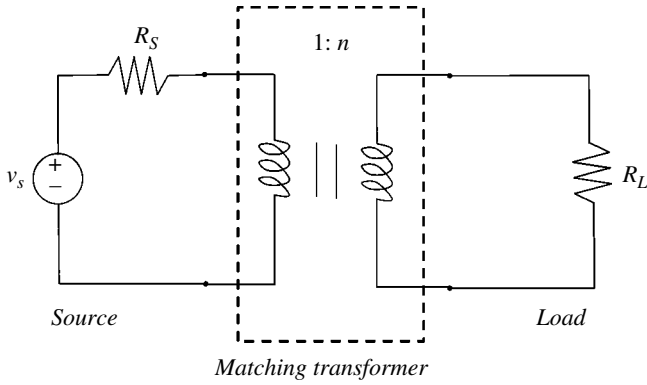 R_S
1: n
v_s
+
−
R_L
Source
Load
Matching transformer